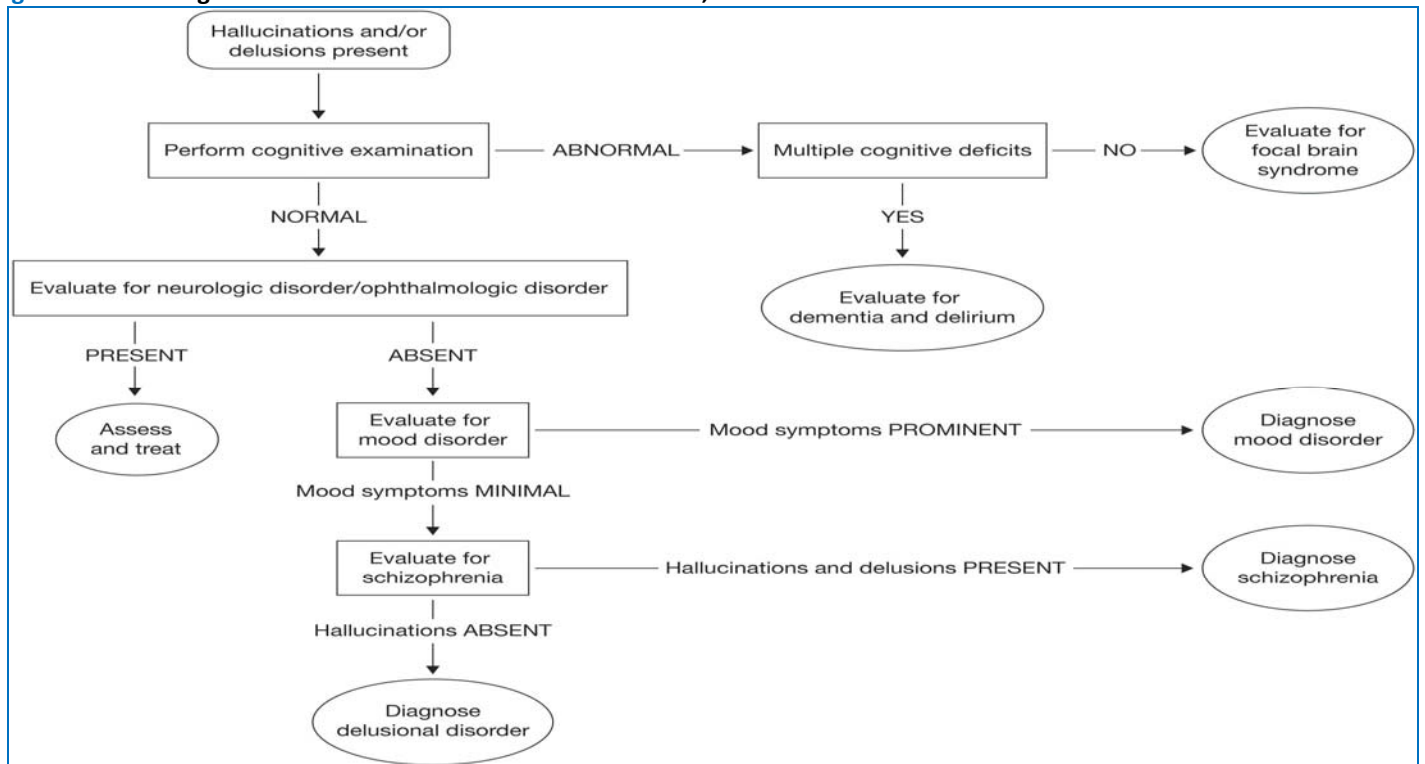 Hallucinations and/or
delusions present
Perform cognitive examination
ABNORMAL
Multiple cognitive deficits
NO
Evaluate for
focal brain
syndrome
NORMAL
YES
Evaluate for neurologic disorder/ophthalmologic disorder
Evaluate for
dementia and delirium
PRESENT
ABSENT
Assess
and treat
Evaluate for
mood disorder
Mood symptoms PROMINENT
Diagnose
mood disorder
Mood symptoms MINIMAL
Evaluate for
schizophrenia
Hallucinations and delusions PRESENT
Diagnose
schizophrenia
Hallucinations ABSENT
Diagnose
delusional disorder